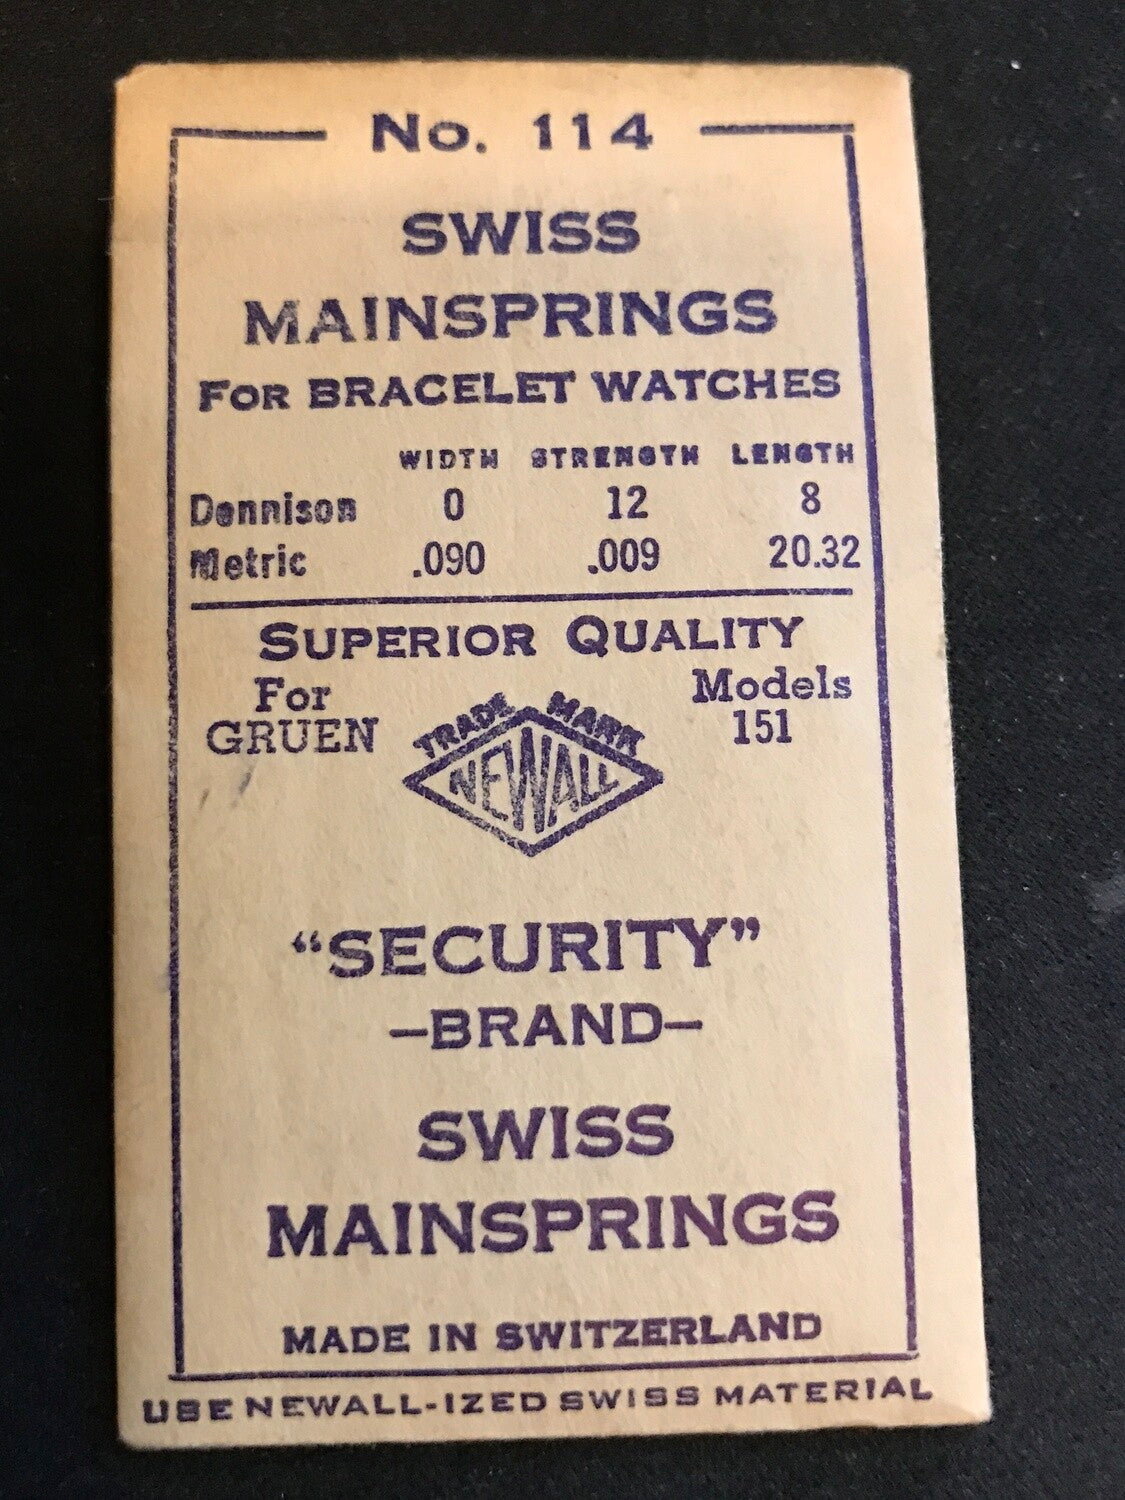 No. 114
SWISS
MAINSPRINGS
FOR BRACELET WATCHES
WIDTH STRENGTH LENGTH
Dennison 0 12 8
Metric .090 .009 20.32
SUPERIOR QUALITY
For GRUEN
TRADE MARK
NEWALL
Models 151
“SECURITY”
–BRAND–
SWISS
MAINSPRINGS
MADE IN SWITZERLAND
USE NEWALL-IZED SWISS MATERIAL